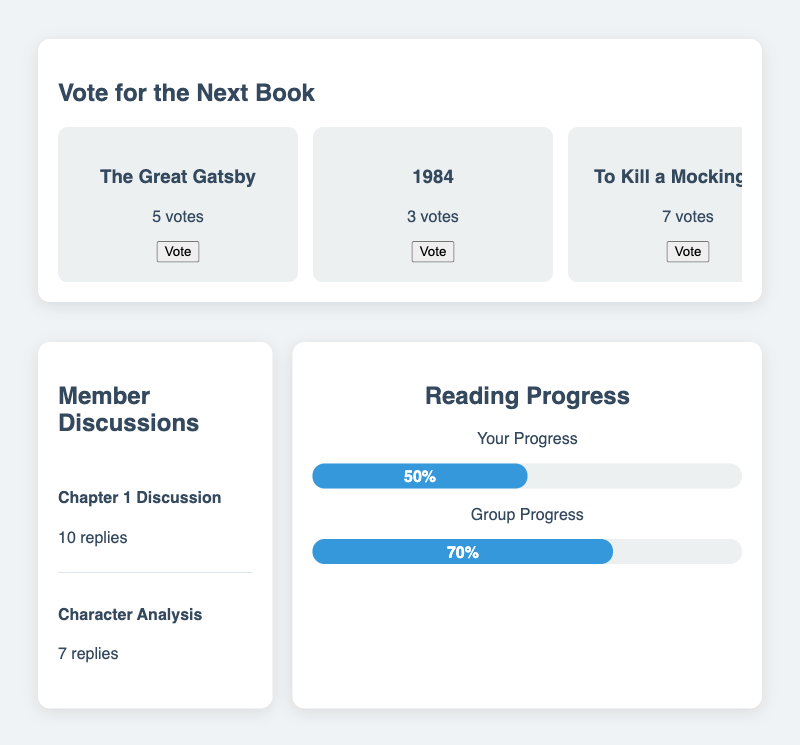 Vote for the Next Book
The Great Gatsby
5 votes
Vote
1984
3 votes
Vote
To Kill a Mocking
7 votes
Vote
Member
Discussions
Chapter 1 Discussion
10 replies
Character Analysis
7 replies
Reading Progress
Your Progress
50%
Group Progress
70%